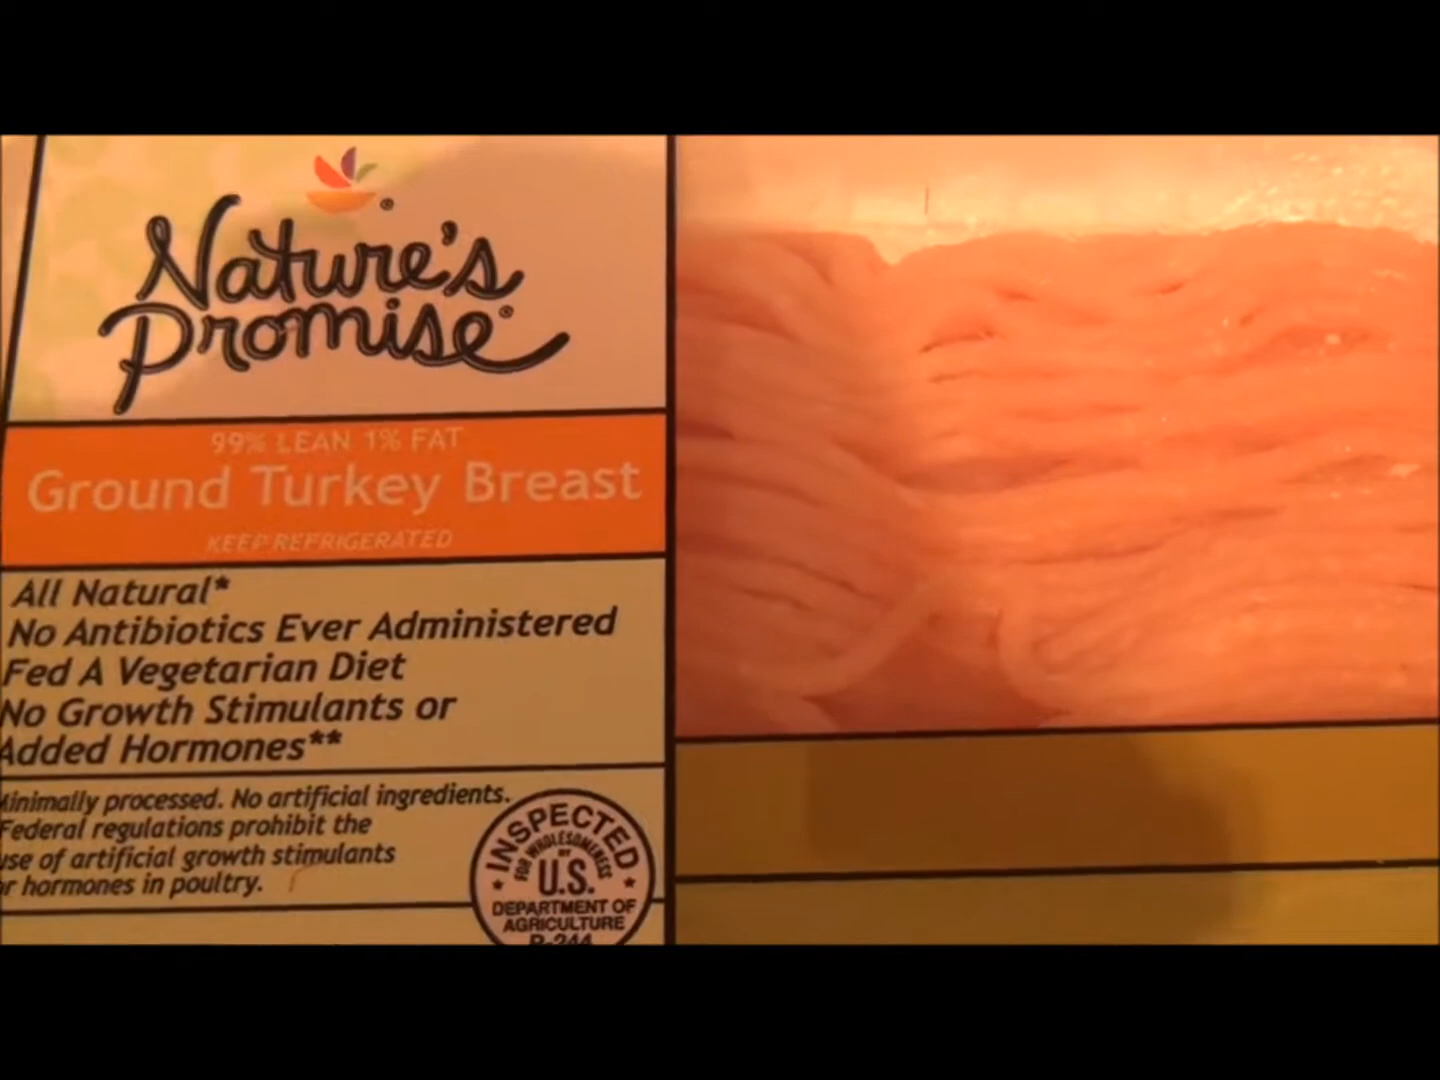 Nature's
Promise®
99% LEAN 1% FAT
Ground Turkey Breast
KEEP REFRIGERATED
All Natural*
No Antibiotics Ever Administered
Fed A Vegetarian Diet
No Growth Stimulants or
Added Hormones**
Minimally processed. No artificial ingredients.
Federal regulations prohibit the
use of artificial growth stimulants
or hormones in poultry.
INSPECTED
FOR WHOLESOMENESS
BY
U.S.
DEPARTMENT OF
AGRICULTURE
P-244